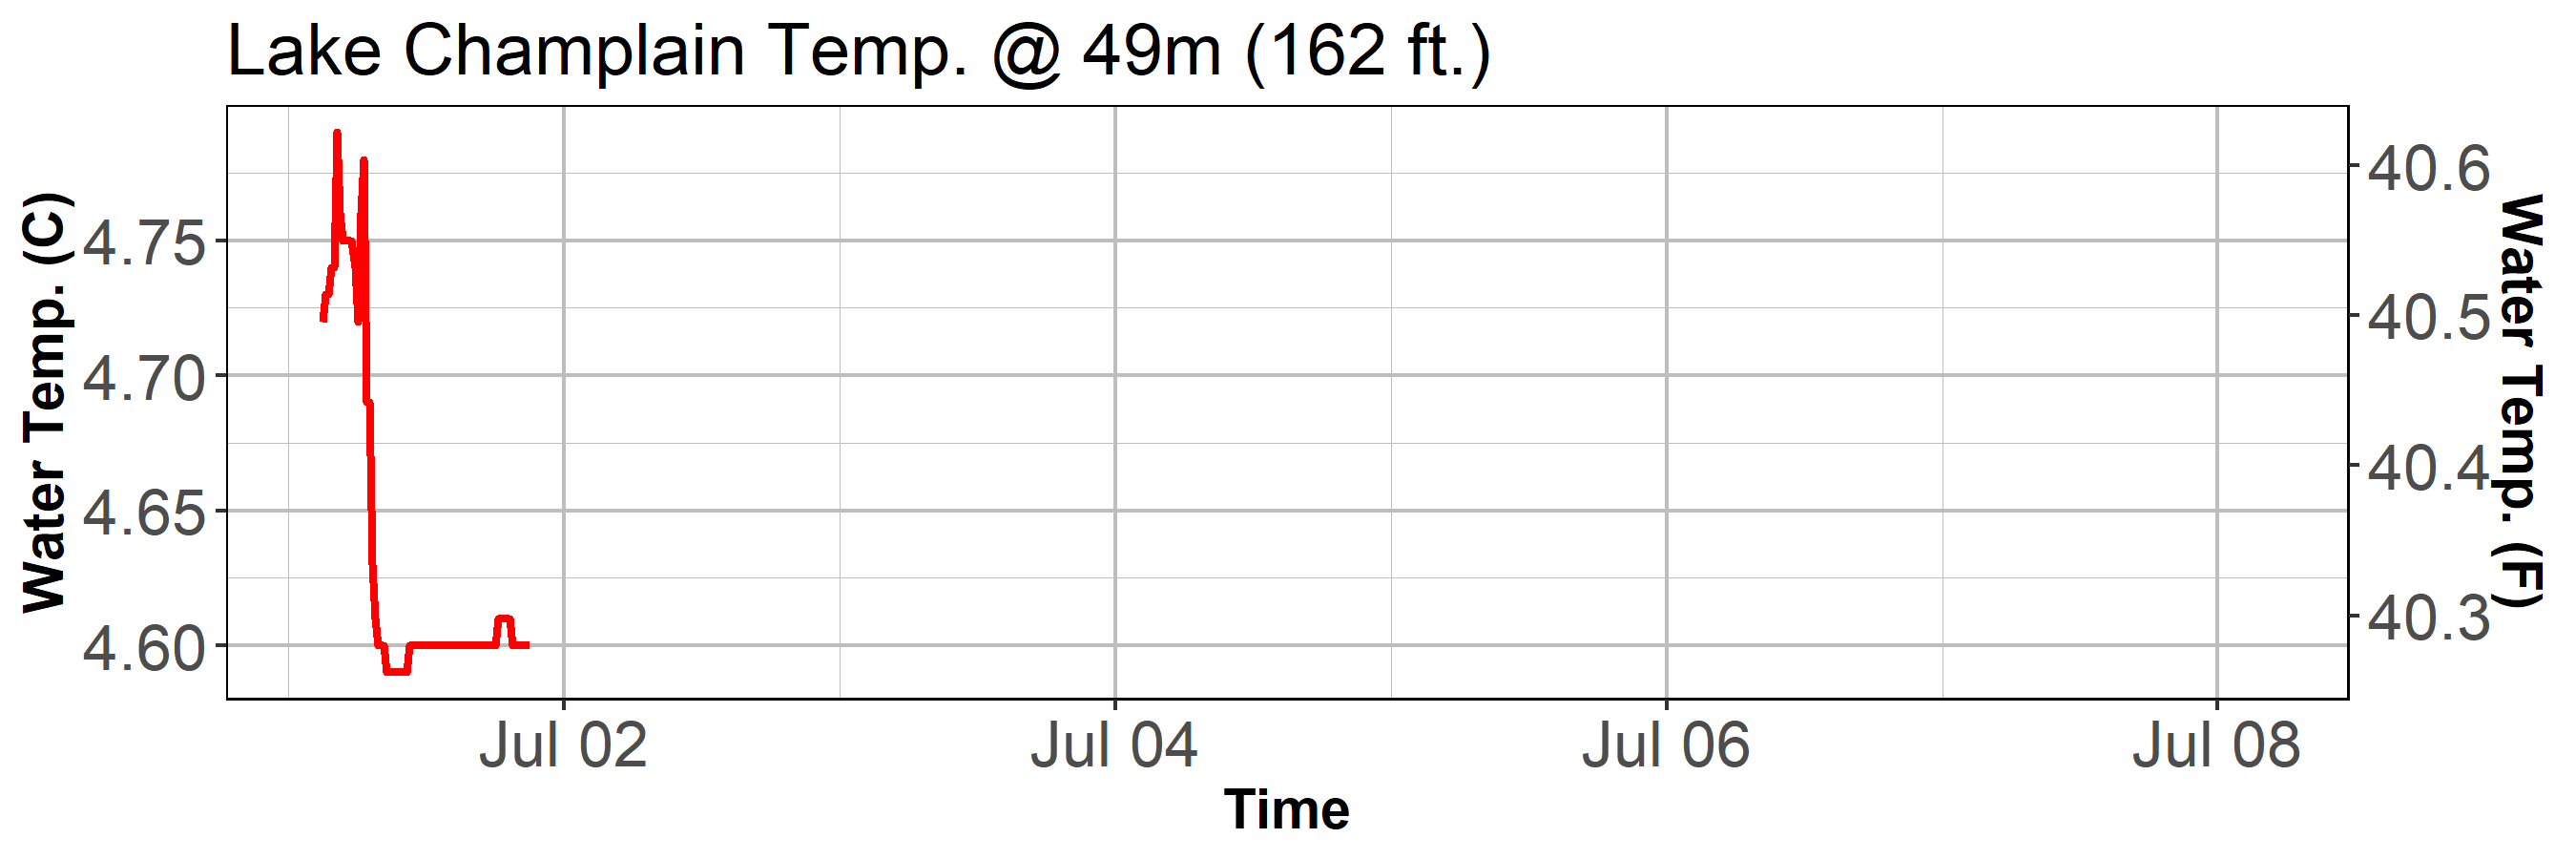 Lake Champlain Temp. @ 49m (162 ft.)
Water Temp. (C)
4.75
4.70
4.65
4.60
40.6
40.5
40.4
40.3
Water Temp. (F)
Jul 02 Jul 04 Jul 06 Jul 08
Time